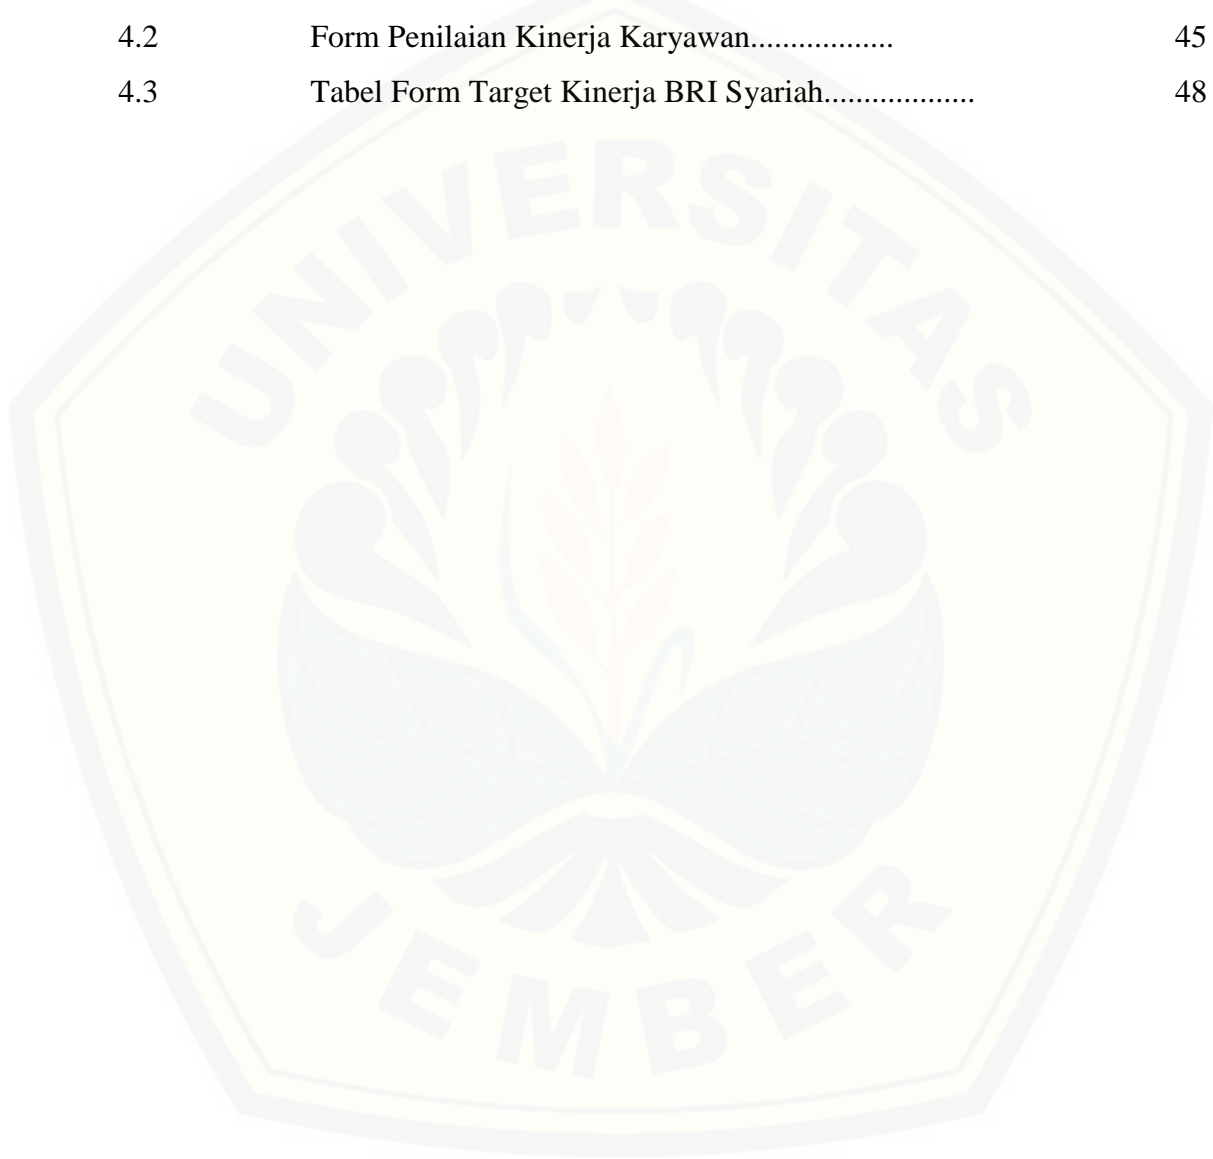 4.2 Form Penilaian Kinerja Karyawan.................. 45
4.3 Tabel Form Target Kinerja BRI Syariah................... 48
UNIVERSITAS
JEMBER